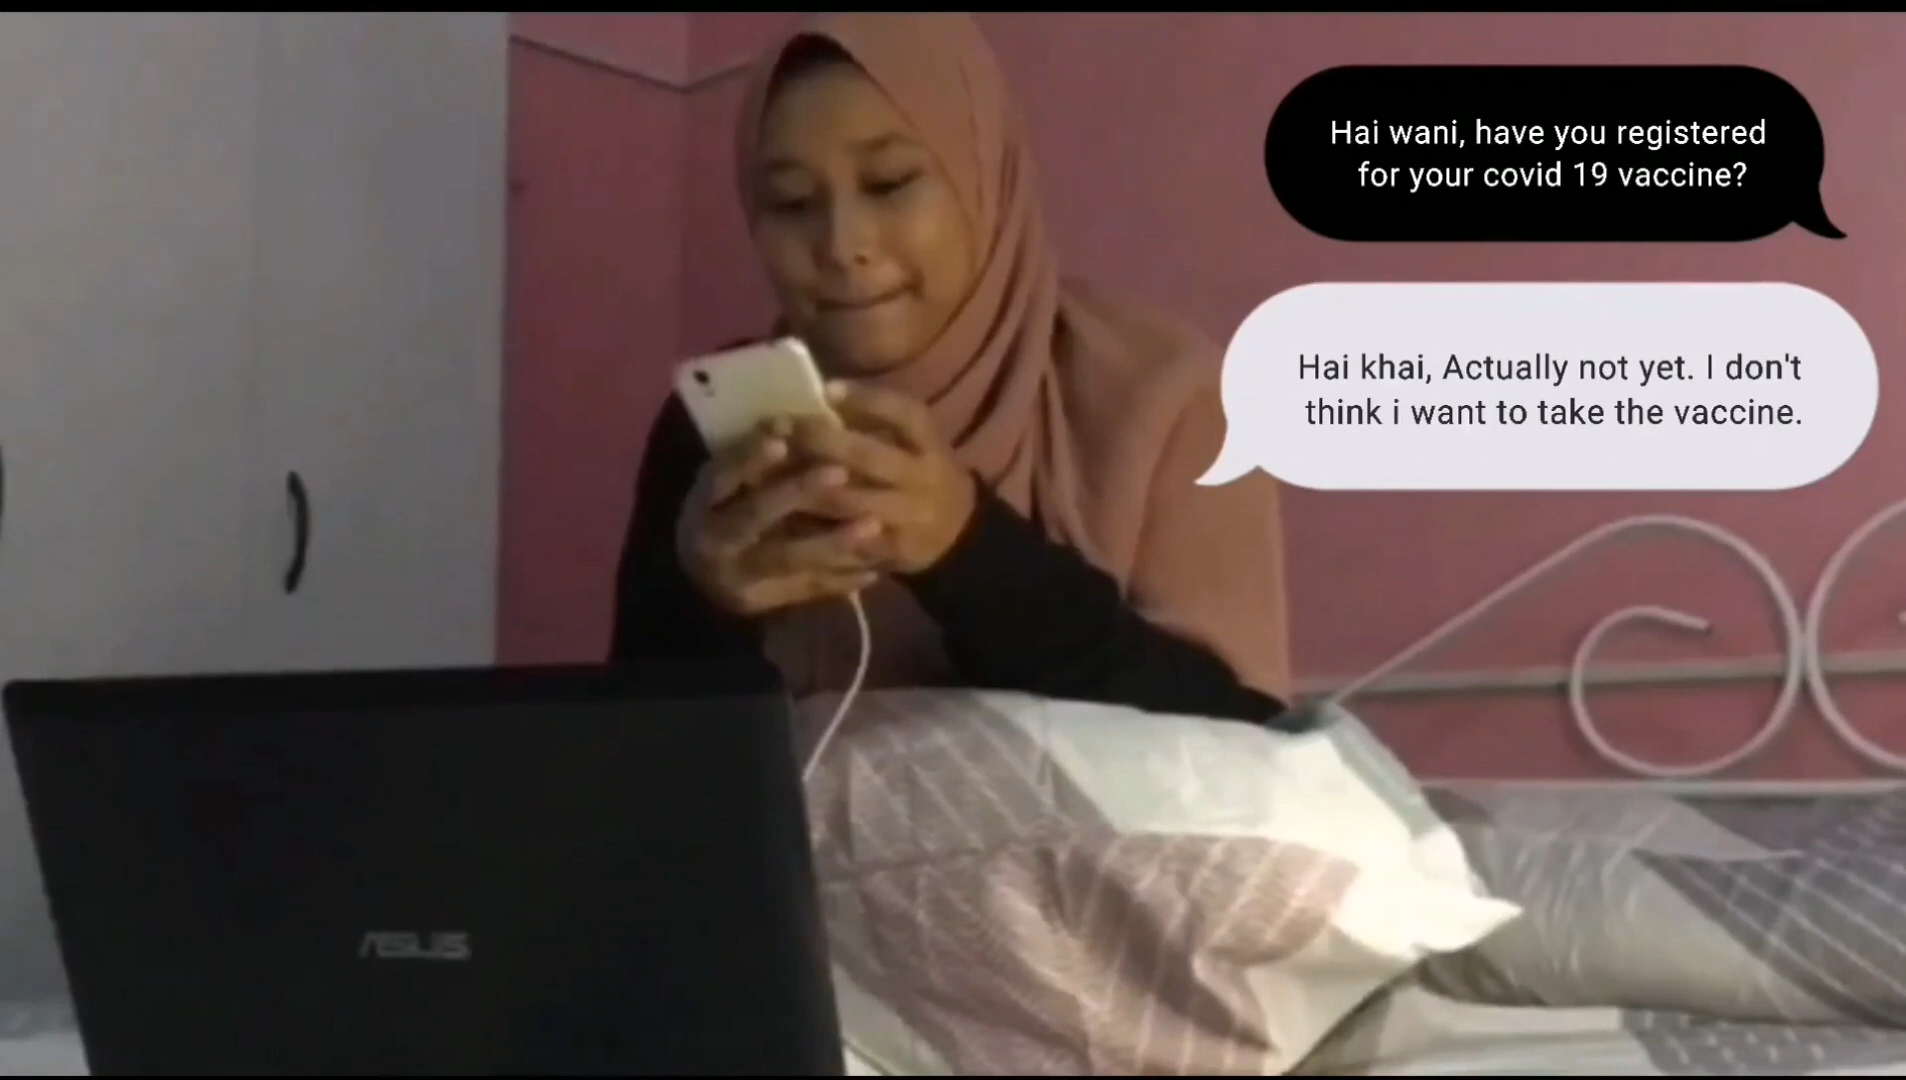 Hai wani, have you registered
for your covid 19 vaccine?
Hai khai, Actually not yet. I don't
think i want to take the vaccine.
ASUS